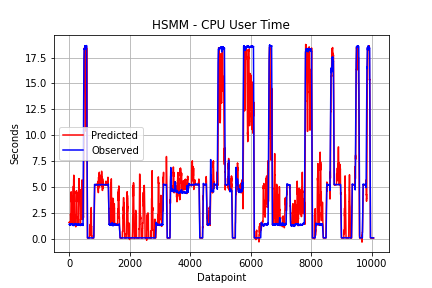 HSMM - CPU User Time
17.5
15.0
12.5
10.0
7.5
5.0
2.5
0.0
Seconds
Predicted
Observed
0 2000 4000 6000 8000 10000
Datapoint